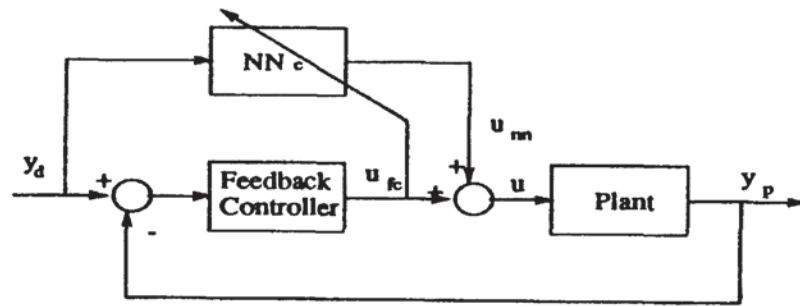 NN c
u nn
y d
+
Feedback
Controller
u fc
+
+
u
Plant
y p
-